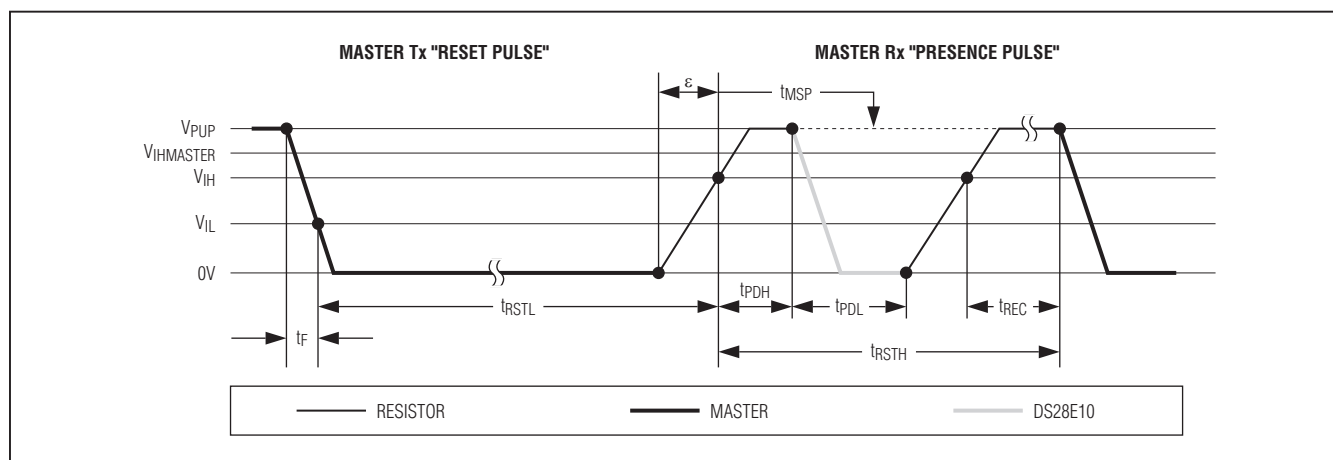 MASTER Tx "RESET PULSE"
MASTER Rx "PRESENCE PULSE"
ε
tMSP
VPUP
VIHMASTER
VIH
VIL
0V
tRSTL
tPDH
tPDL
tREC
tF
tRSTH
RESISTOR
MASTER
DS28E10